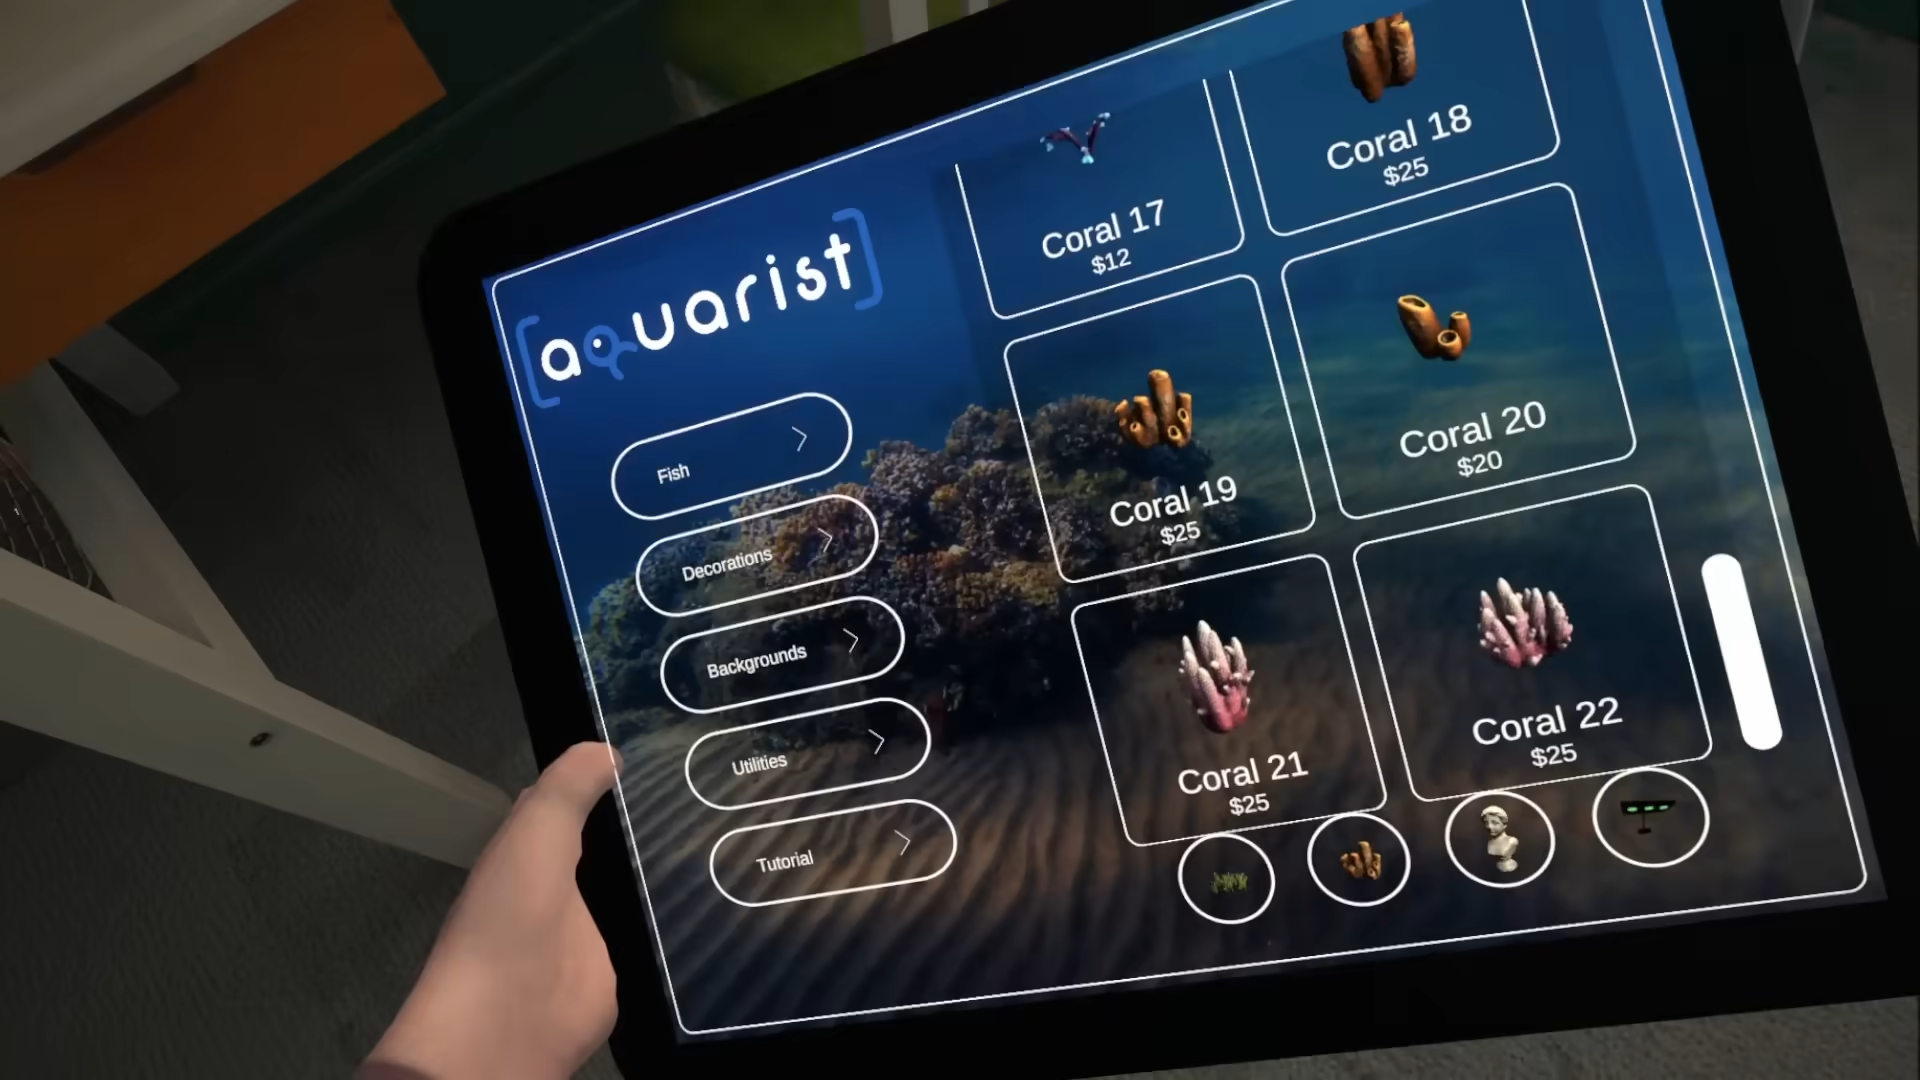 [aquarist]
Fish
Decorations
Backgrounds
Utilities
Tutorial
Coral 17
$12
Coral 18
$25
Coral 19
$25
Coral 20
$20
Coral 21
$25
Coral 22
$25